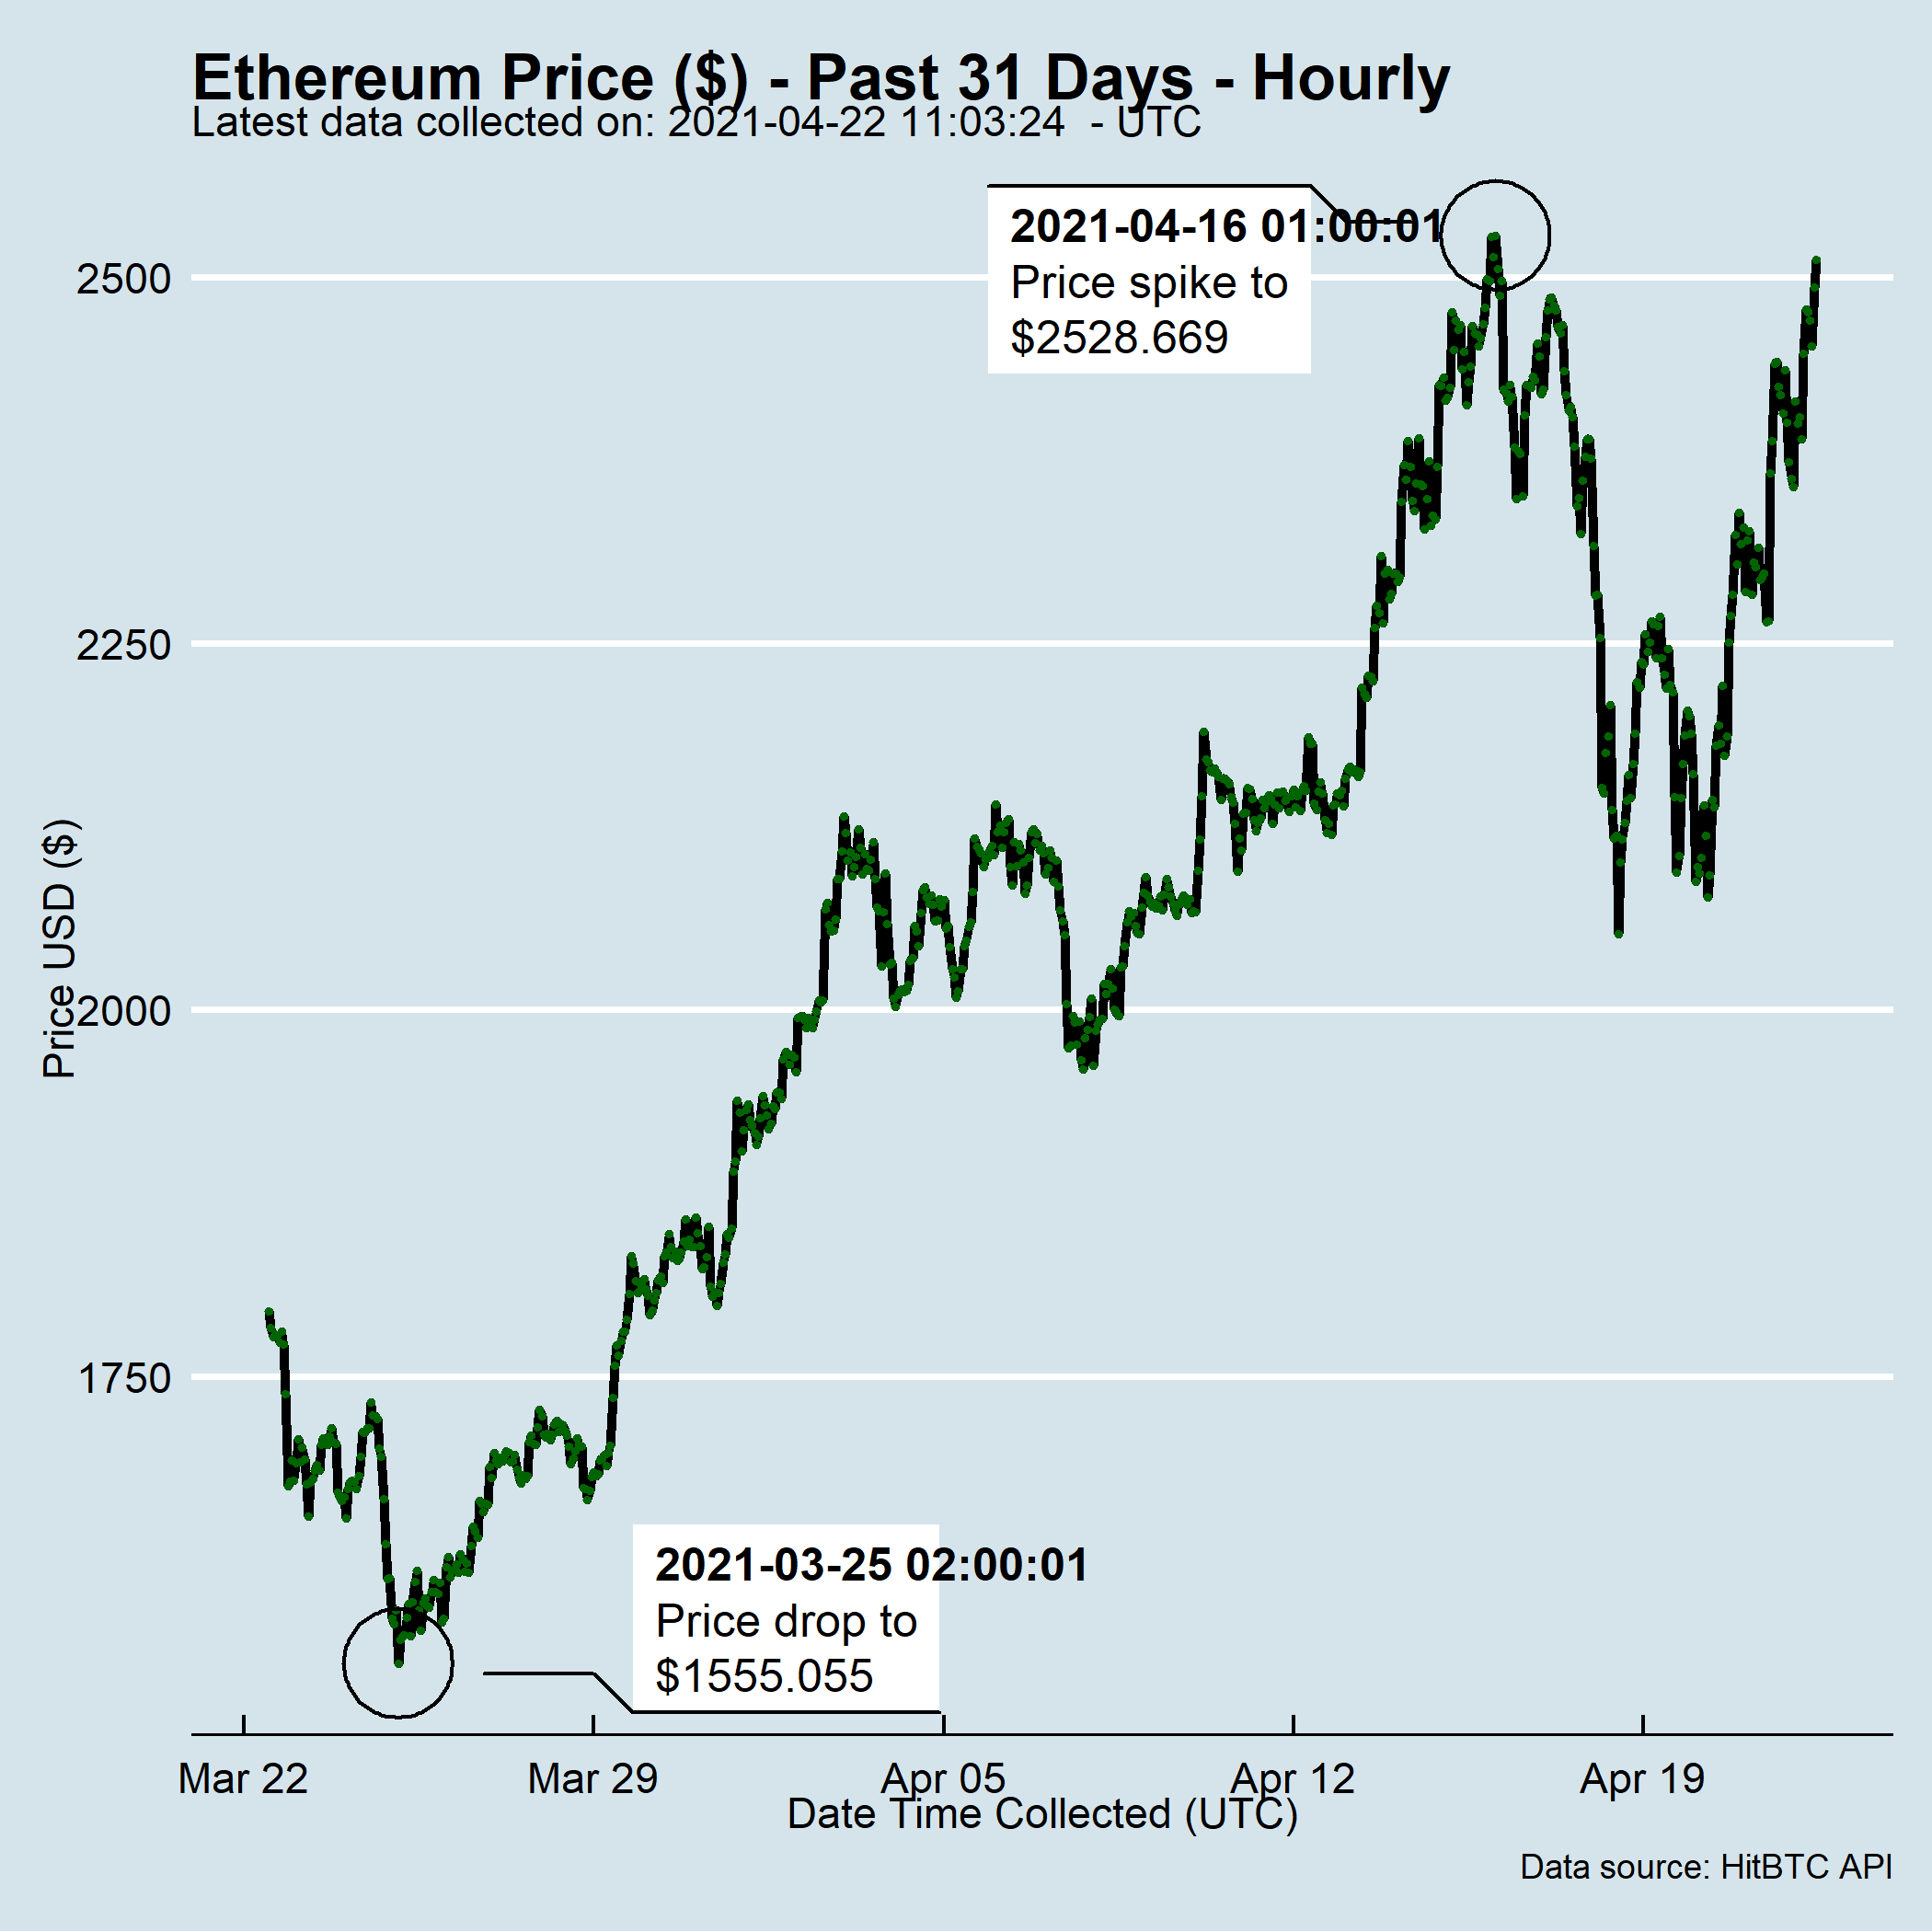 Ethereum Price ($) - Past 31 Days - Hourly
Latest data collected on: 2021-04-22 11:03:24  - UTC
2021-04-16 01:00:01
Price spike to
$2528.669
2500
2250
2000
1750
Price USD ($)
2021-03-25 02:00:01
Price drop to
$1555.055
Mar 22
Mar 29
Apr 05
Apr 12
Apr 19
Date Time Collected (UTC)
Data source: HitBTC API